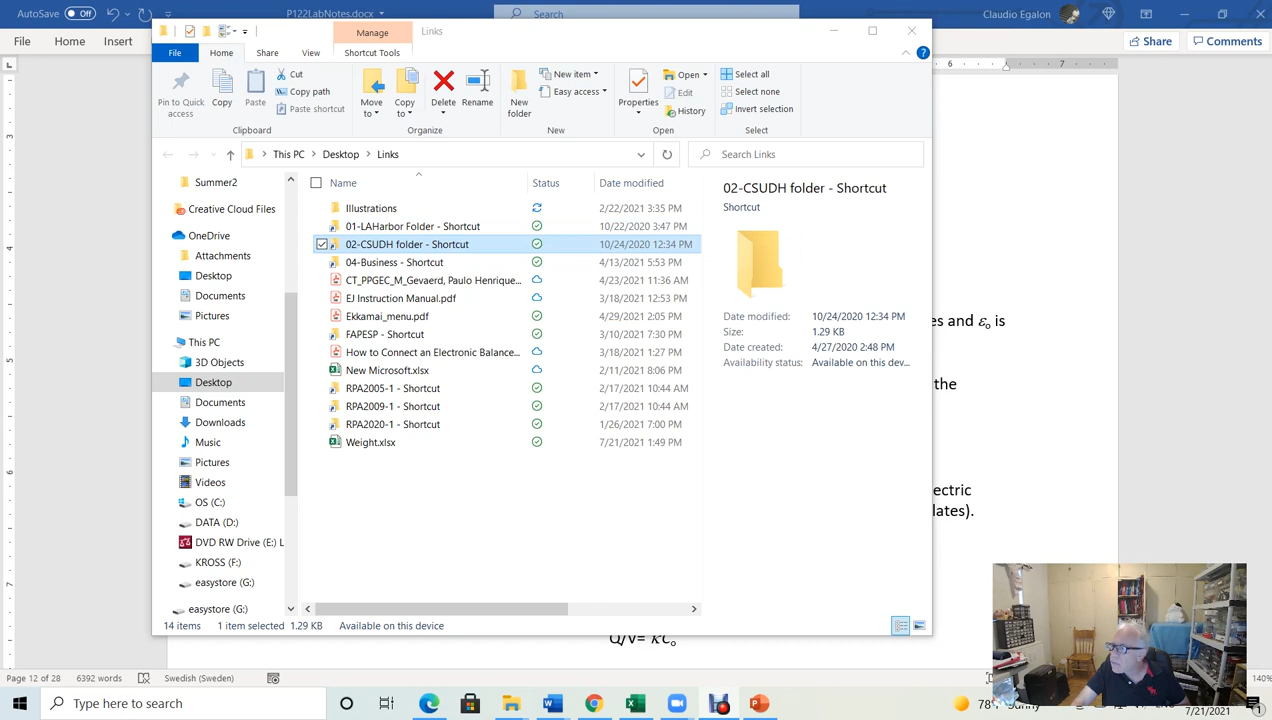 AutoSave Off
P122LabNotes
Search
Claudio Egalon
File Home Insert
Share Comments
Manage
Links
File Home Share View Shortcut Tools
Pin to Quick access
Copy
Paste
Cut
Copy path
Paste shortcut
Clipboard
Move to
Copy to
Delete
Rename
Organize
New folder
New item
Easy access
New
Properties
Open
Edit
History
Open
Select all
Select none
Invert selection
Select
This PC > Desktop > Links
Search Links
Summer2
Creative Cloud Files
OneDrive
Attachments
Desktop
Documents
Pictures
This PC
3D Objects
Desktop
Documents
Downloads
Music
Pictures
Videos
OS (C:)
DATA (D:)
DVD RW Drive (E:) L
KROSS (F:)
easystore (G:)
easystore (G:)
Name Status Date modified
Illustrations 2/22/2021 3:35 PM
01-LAHarbor Folder - Shortcut 10/22/2020 3:47 PM
02-CSUDH folder - Shortcut 10/24/2020 12:34 PM
04-Business - Shortcut 4/13/2021 5:53 PM
CT_PPGEC_M_Gevaerd, Paulo Henrique... 4/23/2021 11:36 AM
EJ Instruction Manual.pdf 3/18/2021 12:53 PM
Ekkamai_menu.pdf 4/29/2021 2:05 PM
FAPESP - Shortcut 3/10/2021 7:30 PM
How to Connect an Electronic Balance... 3/18/2021 1:27 PM
New Microsoft.xlsx 2/11/2021 8:06 PM
RPA2005-1 - Shortcut 2/17/2021 10:44 AM
RPA2009-1 - Shortcut 2/17/2021 10:44 AM
RPA2020-1 - Shortcut 1/26/2021 7:00 PM
Weight.xlsx 7/21/2021 1:49 PM
02-CSUDH folder - Shortcut
Shortcut
Date modified: 10/24/2020 12:34 PM
Size: 1.29 KB
Date created: 4/27/2020 2:48 PM
Availability status: Available on this dev...
14 items 1 item selected 1.29 KB Available on this device
6 7
3
4
5
6
7
es and εo is
the
ectric
lates).
Q/V= κCo
Page 12 of 28 6392 words Swedish (Sweden)
140%
Type here to search
78° Sunny
7/21/2021
1